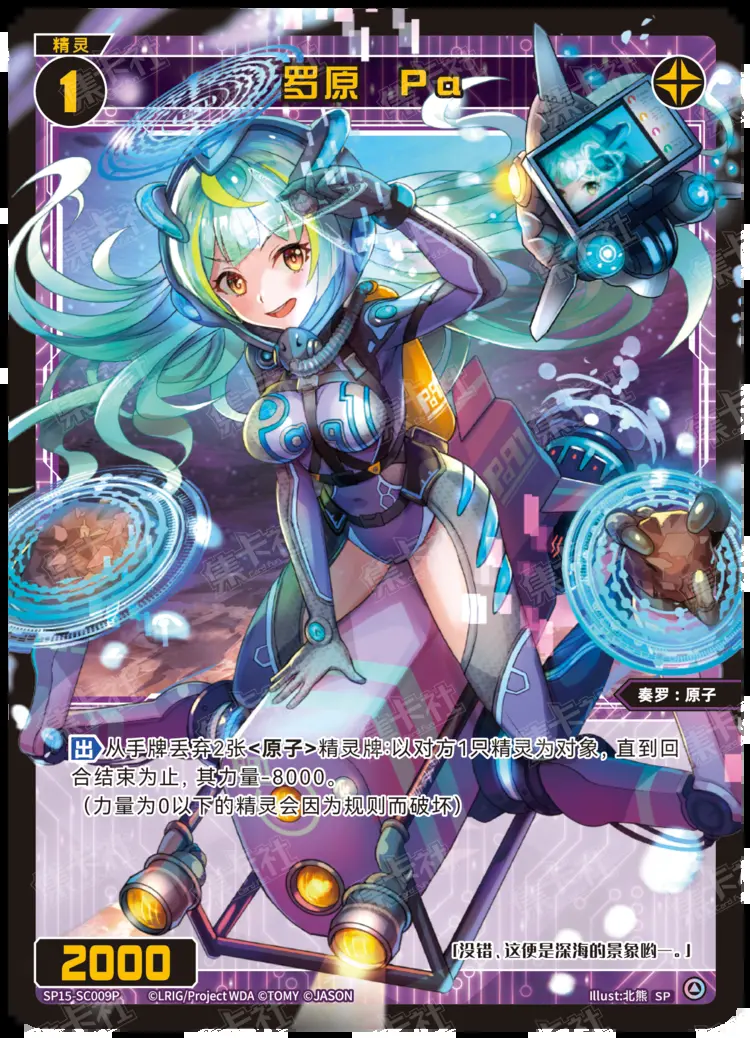 精灵
1
罗原 Pa
奏罗:原子
出 从手牌丢弃2张<原子>精灵牌:以对方1只精灵为对象,直到回
合结束为止,其力量-8000。
(力量为0以下的精灵会因为规则而破坏)
「没错、这便是深海的景象哟一。」
2000
SP15-SC009P ©LRIG/Project WDA ©TOMY ©JASON
Illust:北熊 SP
集卡社